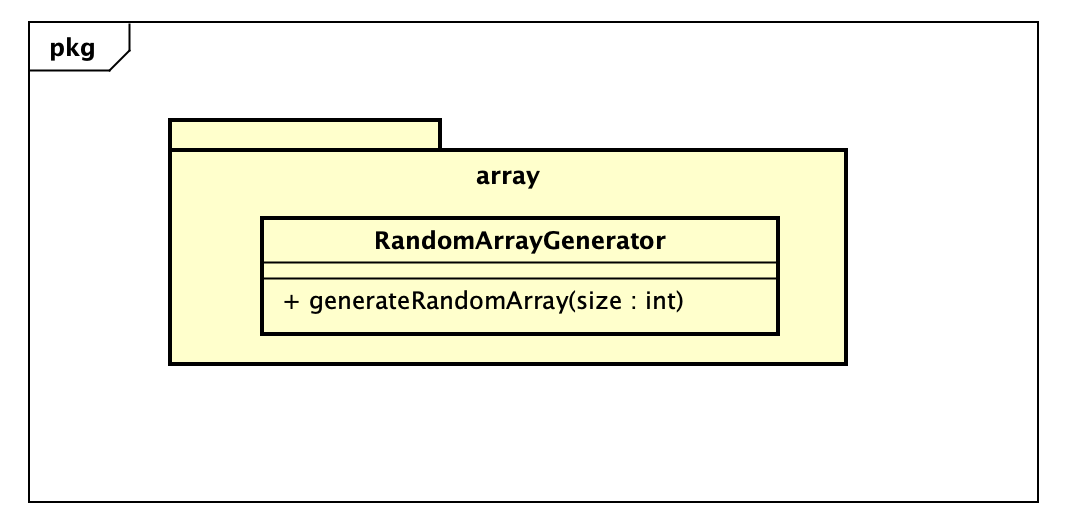 pkg
array
RandomArrayGenerator
+ generateRandomArray(size : int)